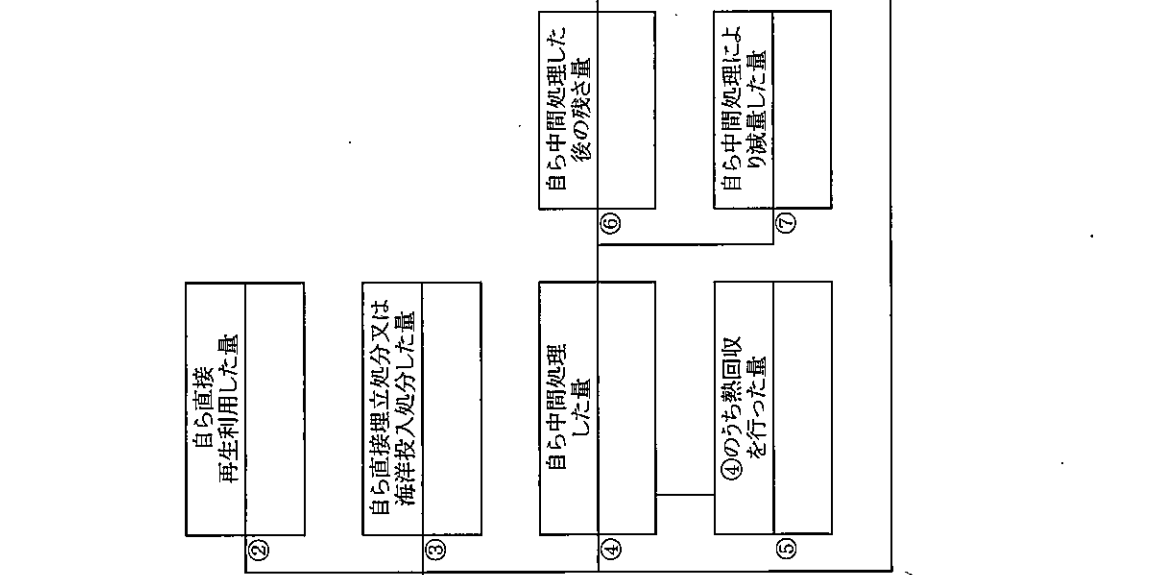 ②
自ら直接
再生利用した量
③
自ら直接埋立処分又は
海洋投入処分した量
④
自ら中間処理
した量
⑤
④のうち熱回収
を行った量
⑥
自ら中間処理した
後の残さ量
⑦
自ら中間処理によ
り減量した量